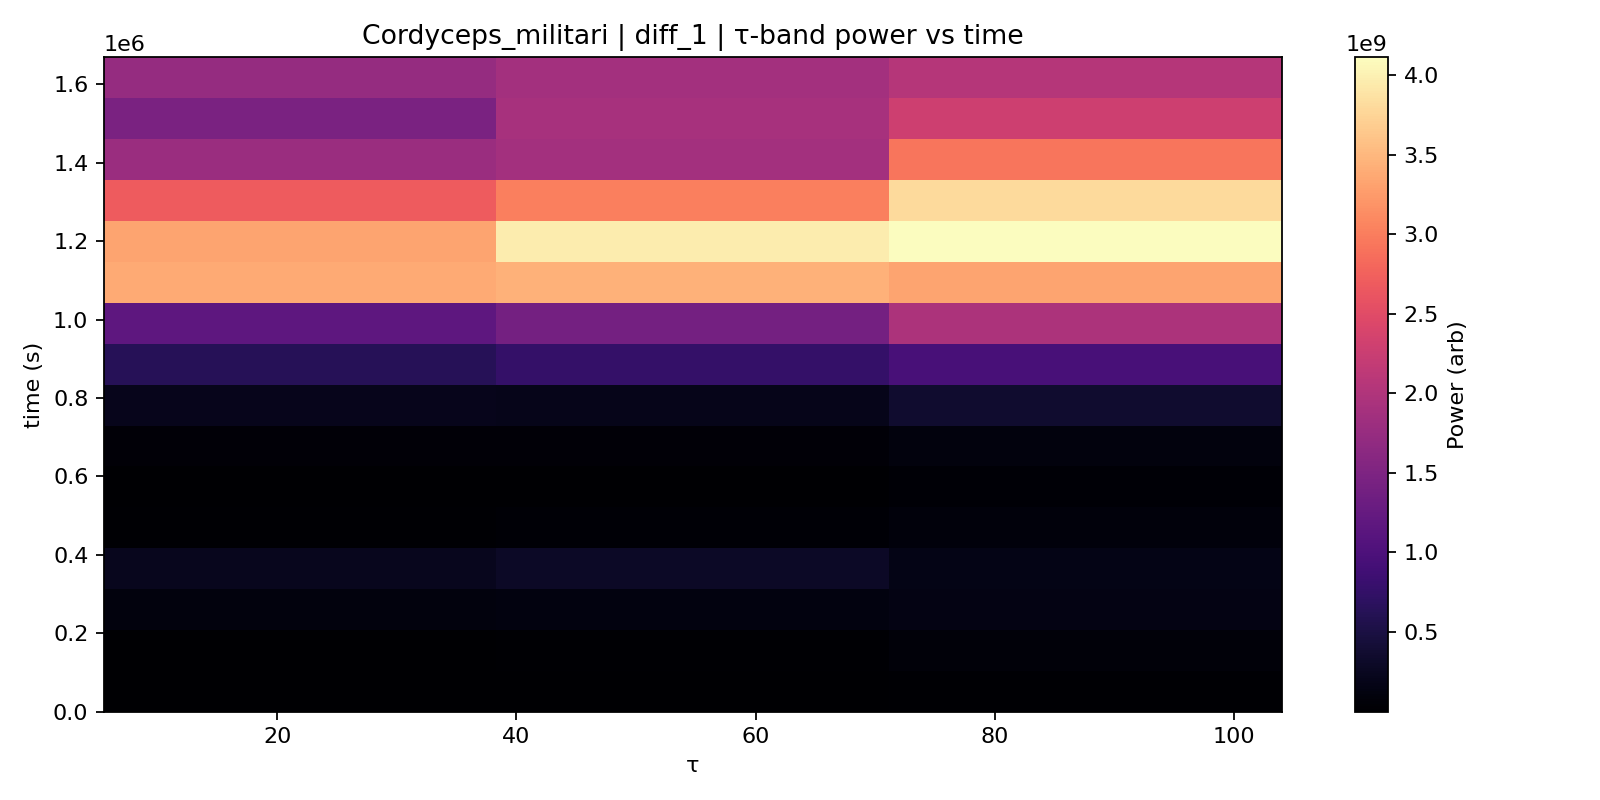 Cordyceps_militari | diff_1 | τ-band power vs time
1e6
1.6
1.4
1.2
1.0
0.8
0.6
0.4
0.2
0.0
time (s)
20 40 60 80 100
τ
1e9
4.0
3.5
3.0
2.5
2.0
1.5
1.0
0.5
Power (arb)